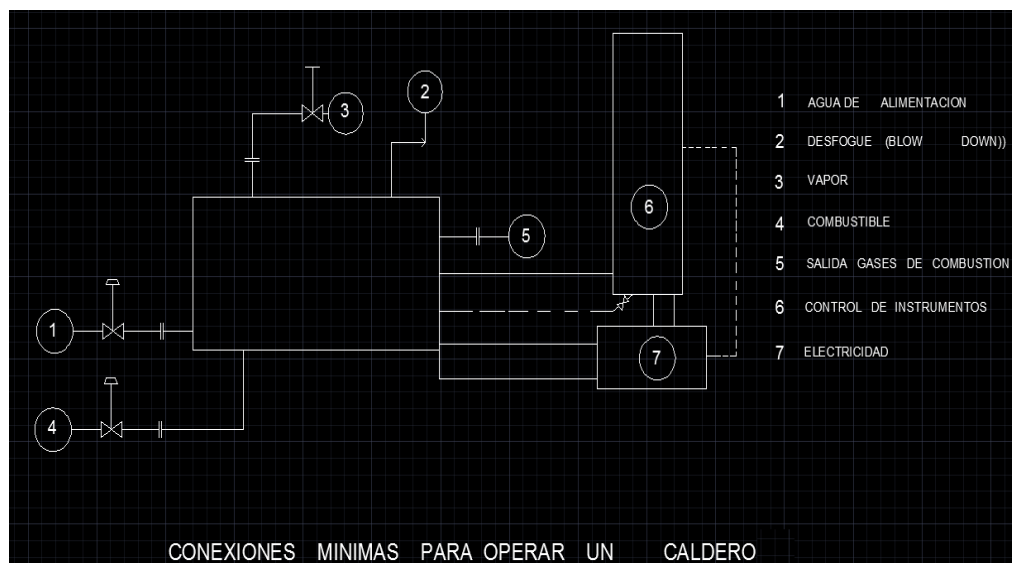 3
2
6
5
1
7
4
1 AGUA DE ALIMENTACION
2 DESFOGUE (BLOW DOWN))
3 VAPOR
4 COMBUSTIBLE
5 SALIDA GASES DE COMBUSTION
6 CONTROL DE INSTRUMENTOS
7 ELECTRICIDAD
CONEXIONES MINIMAS PARA OPERAR UN CALDERO